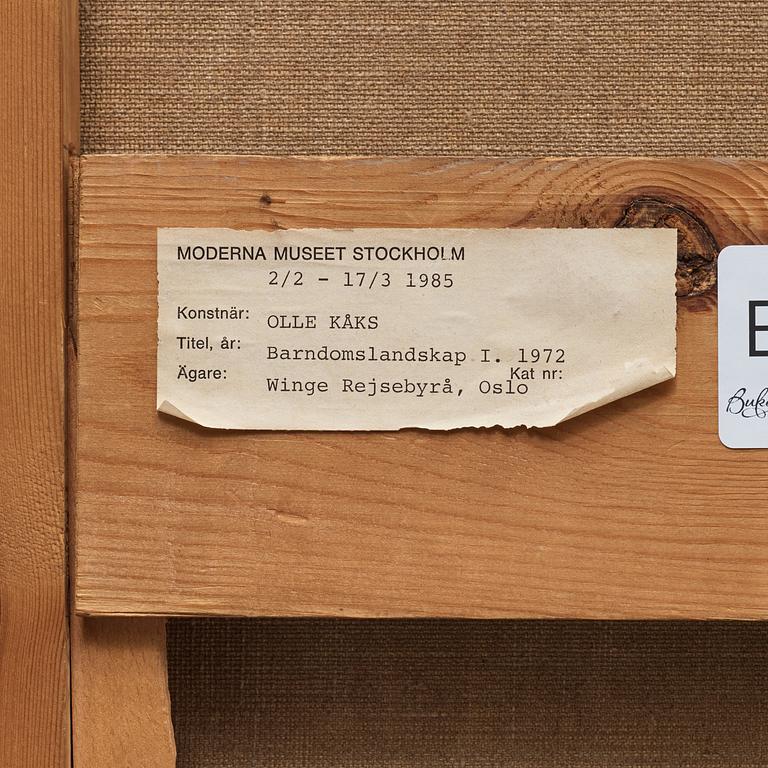 MODERNA MUSEET STOCKHOLM
2/2 - 17/3 1985
Konstnär: OLLE KÅKS
Titel, år: Barndomslandskap I. 1972
Kat nr:
Ägare: Winge Rejsebyrå, Oslo